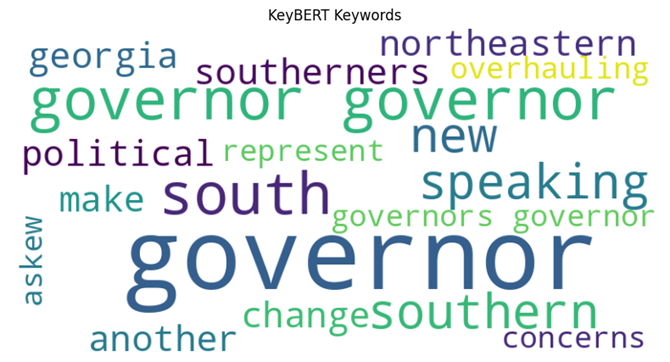 KeyBERT Keywords
northeastern
georgia
southerners overhauling
governor governor
new
political represent
speaking
make south
governors governor
askew
governor
change southern
another concerns